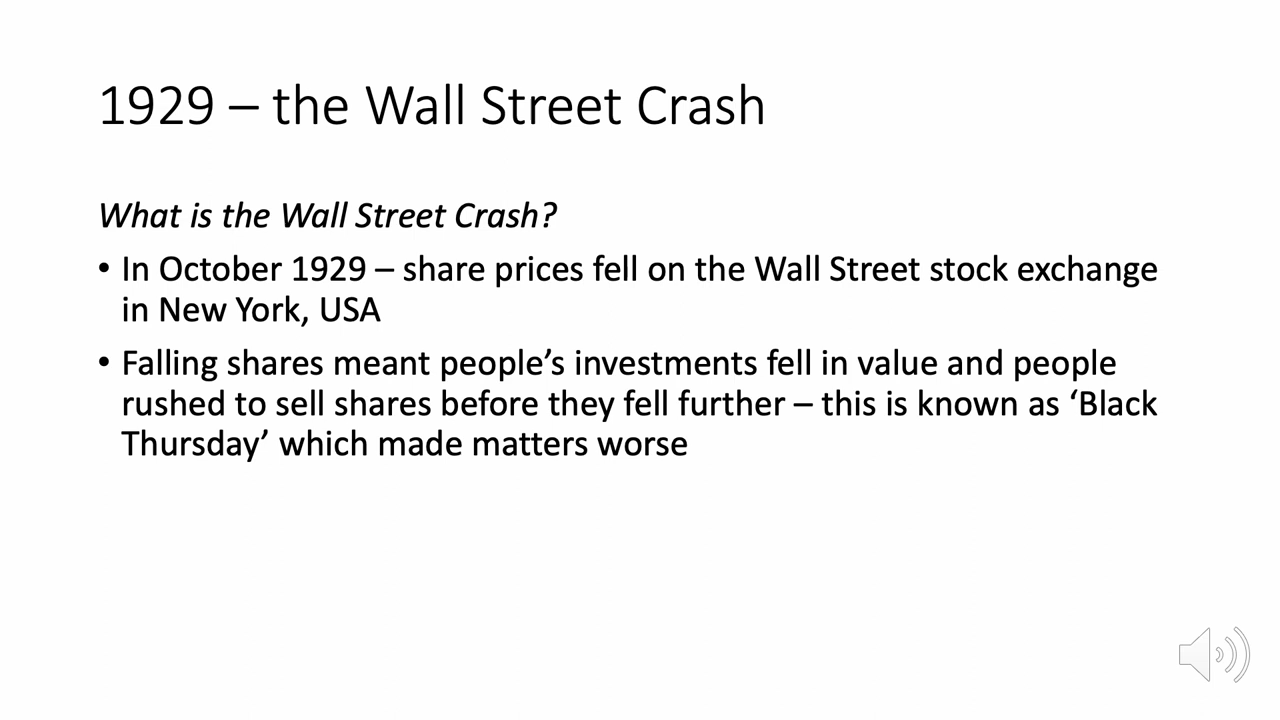 1929 – the Wall Street Crash
What is the Wall Street Crash?
• In October 1929 – share prices fell on the Wall Street stock exchange
in New York, USA
• Falling shares meant people’s investments fell in value and people
rushed to sell shares before they fell further – this is known as ‘Black
Thursday’ which made matters worse